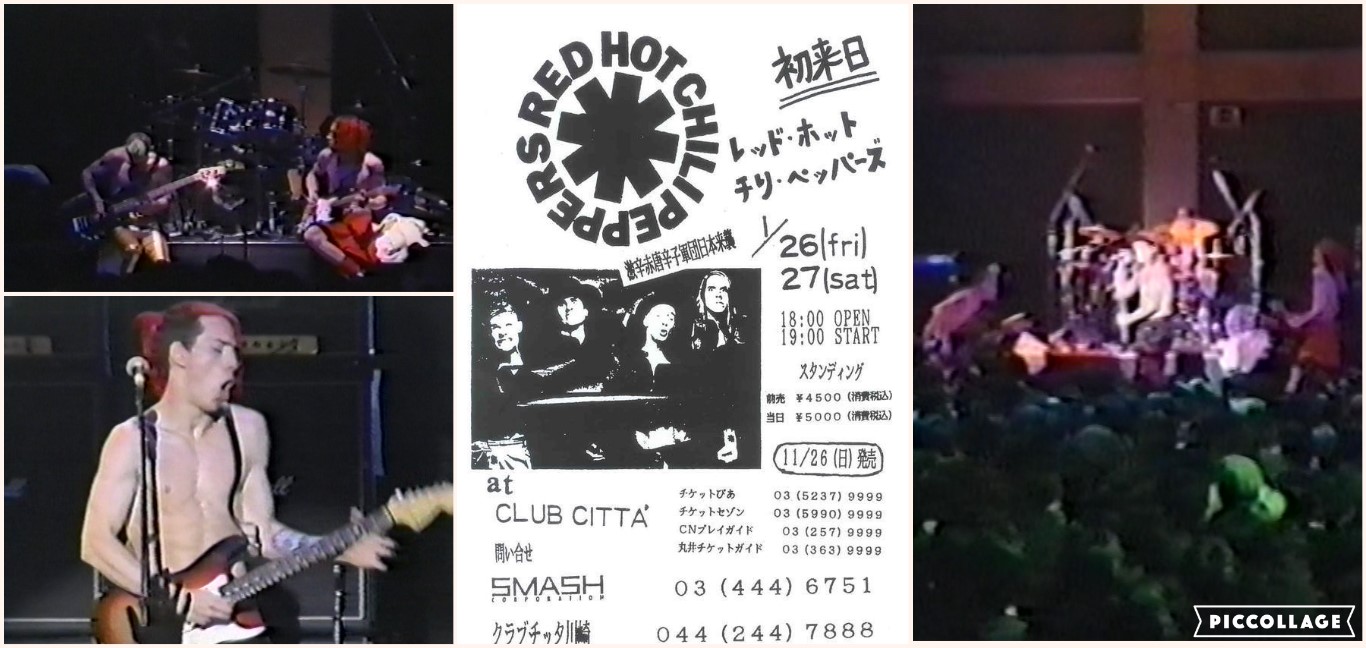 RED HOT CHILI PEPPERS
初来日
レッド・ホット
チリ・ペッパーズ
激辛赤唐辛子軍団日本来襲
1/26(fri)
27(sat)
18:00 OPEN
19:00 START
スタンディング
前売 ¥4500 (消費税込)
当日 ¥5000 (消費税込)
11/26(日)発売
at
CLUB CITTA'
チケットぴあ 03 (5237) 9999
チケットセゾン 03 (5990) 9999
CNプレイガイド 03 (257) 9999
丸井チケットガイド 03 (363) 9999
問い合せ
SMASH
CORPORATION
03 (444) 6751
クラブチッタ川崎 044 (244) 7888
PICCOLLAGE